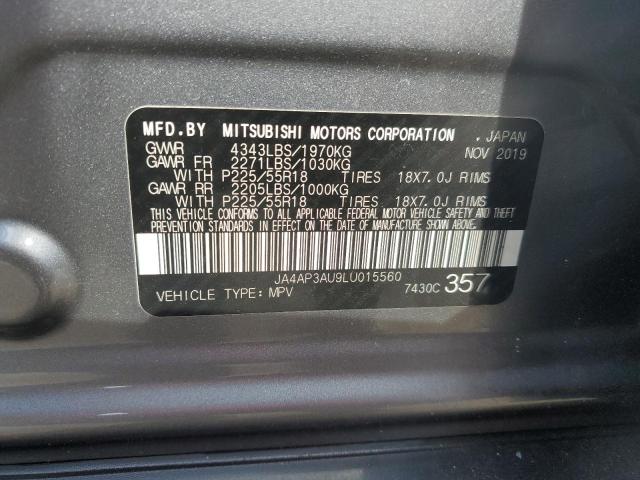 MFD.BY MITSUBISHI MOTORS CORPORATION . JAPAN
GVWR 4343LBS/1970KG NOV 2019
GAWR FR 2271LBS/1030KG
WITH P225/55R18 TIRES 18X7.0J RIMS
GAWR RR 2205LBS/1000KG
WITH P225/55R18 TIRES 18X7.0J RIMS
THIS VEHICLE CONFORMS TO ALL APPLICABLE FEDERAL MOTOR VEHICLE SAFETY AND THEFT
PREVENTION STANDARDS IN EFFECT ON THE DATE OF MANUFACTURE SHOWN ABOVE.
JA4AP3AU9LU015560
VEHICLE TYPE: MPV 7430C 357